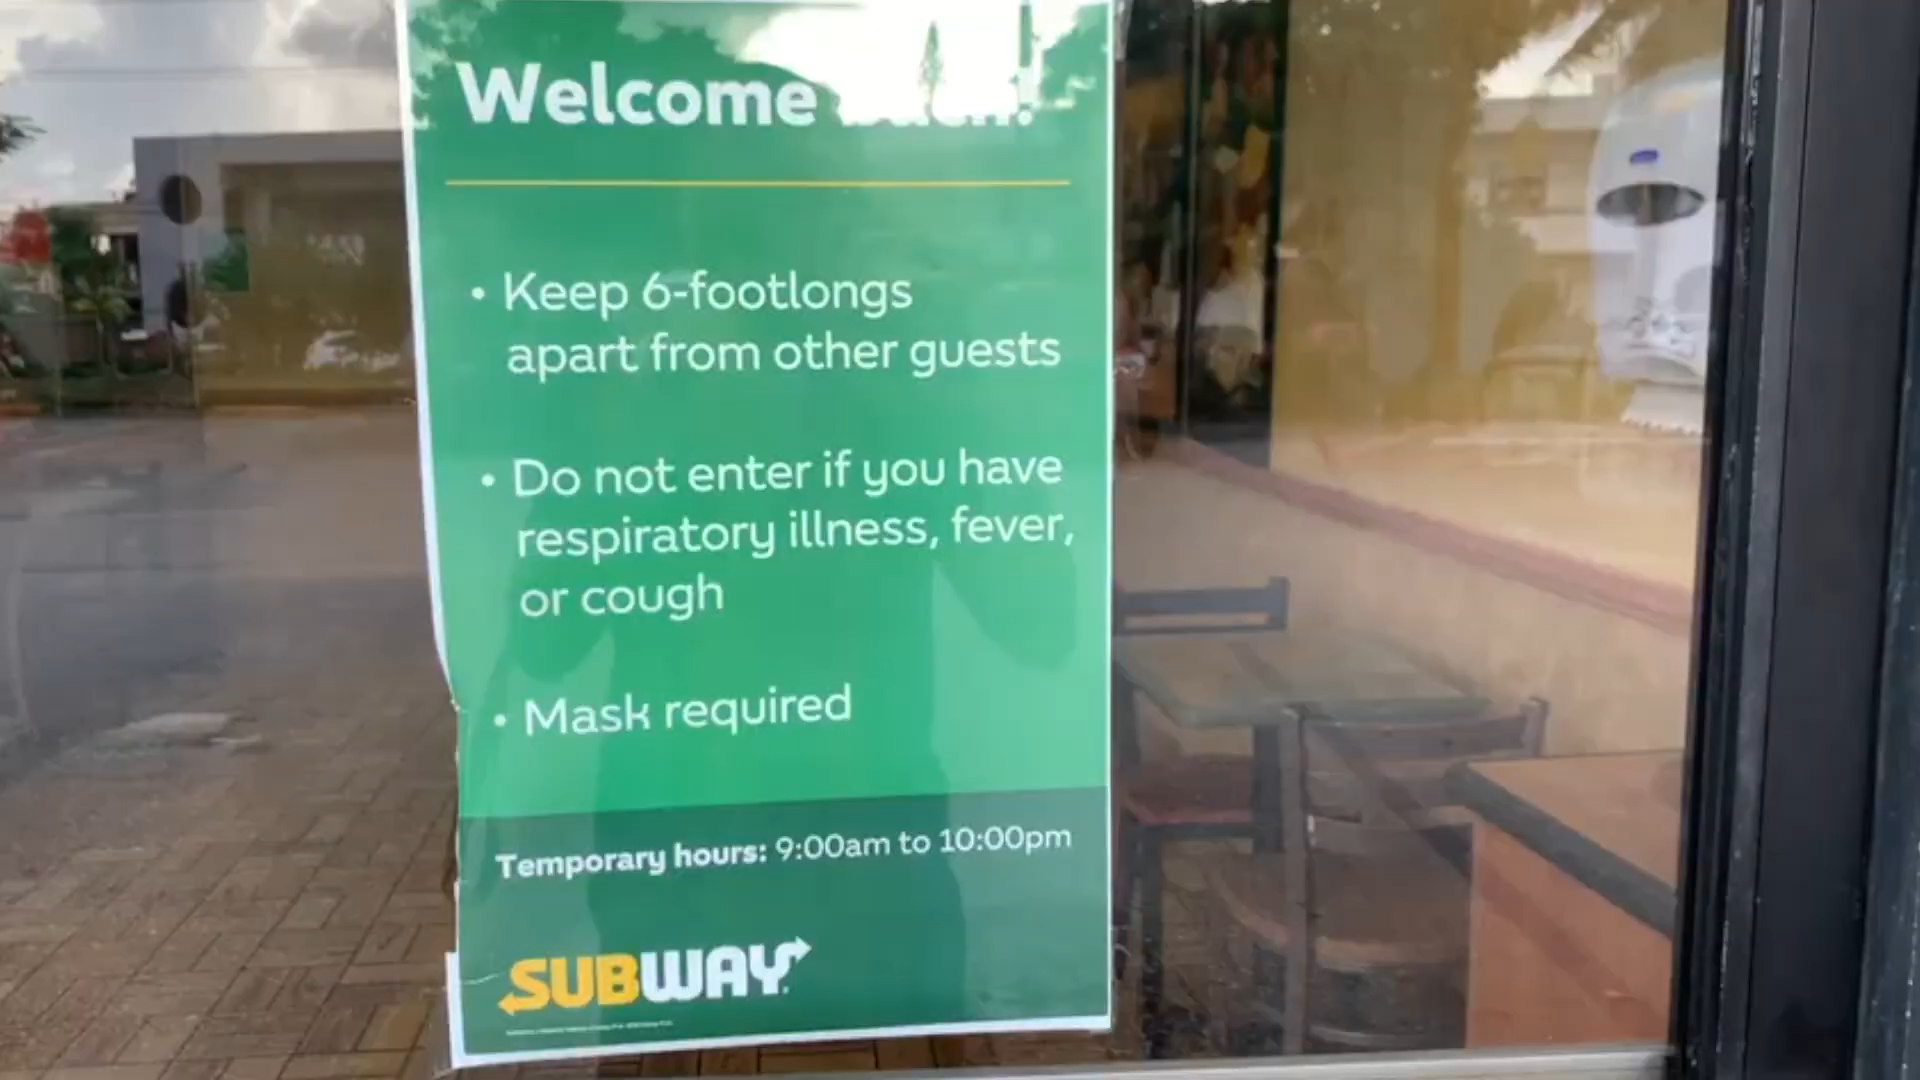 Welcome back!
• Keep 6-footlongs
apart from other guests
• Do not enter if you have
respiratory illness, fever,
or cough
• Mask required
Temporary hours: 9:00am to 10:00pm
SUBWAY